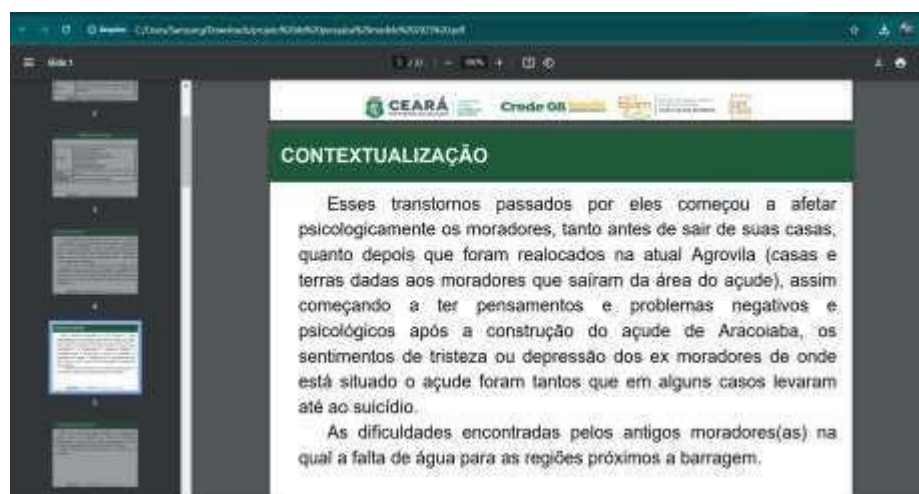 Arquivo
Slide 1
CEARÁ
Crede 08
CONTEXTUALIZAÇÃO
Esses transtornos passados por eles começou a afetar
psicologicamente os moradores, tanto antes de sair de suas casas,
quanto depois que foram realocados na atual Agrovila (casas e
terras dadas aos moradores que saíram da área do açude), assim
começando a ter pensamentos e problemas negativos e
psicológicos após a construção do açude de Aracoiaba, os
sentimentos de tristeza ou depressão dos ex moradores de onde
está situado o açude foram tantos que em alguns casos levaram
até ao suicídio.
As dificuldades encontradas pelos antigos moradores(as) na
qual a falta de água para as regiões próximos a barragem.